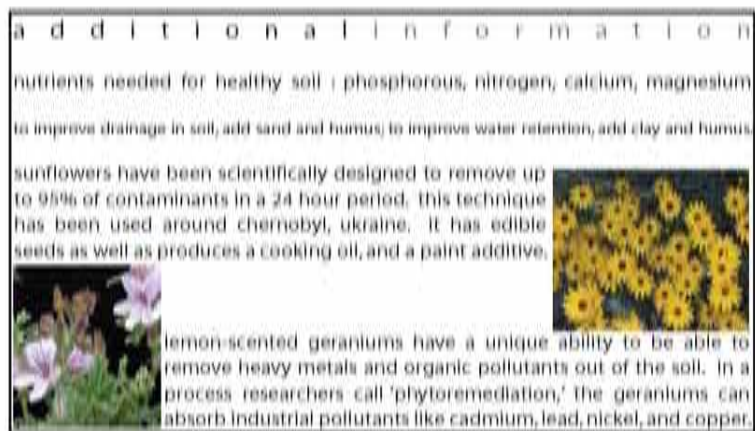 additional information
nutrients needed for healthy soil : phosphorous, nitrogen, calcium, magnesium
to improve drainage in soil, add sand and humus; to improve water retention, add clay and humus
sunflowers have been scientifically designed to remove up
to 95% of contaminants in a 24 hour period. this technique
has been used around chernobyl, ukraine. It has edible
seeds as well as produces a cooking oil, and a paint additive.
lemon-scented geraniums have a unique ability to be able to
remove heavy metals and organic pollutants out of the soil. In a
process researchers call 'phytoremediation,' the geraniums can
absorb industrial pollutants like cadmium, lead, nickel, and copper